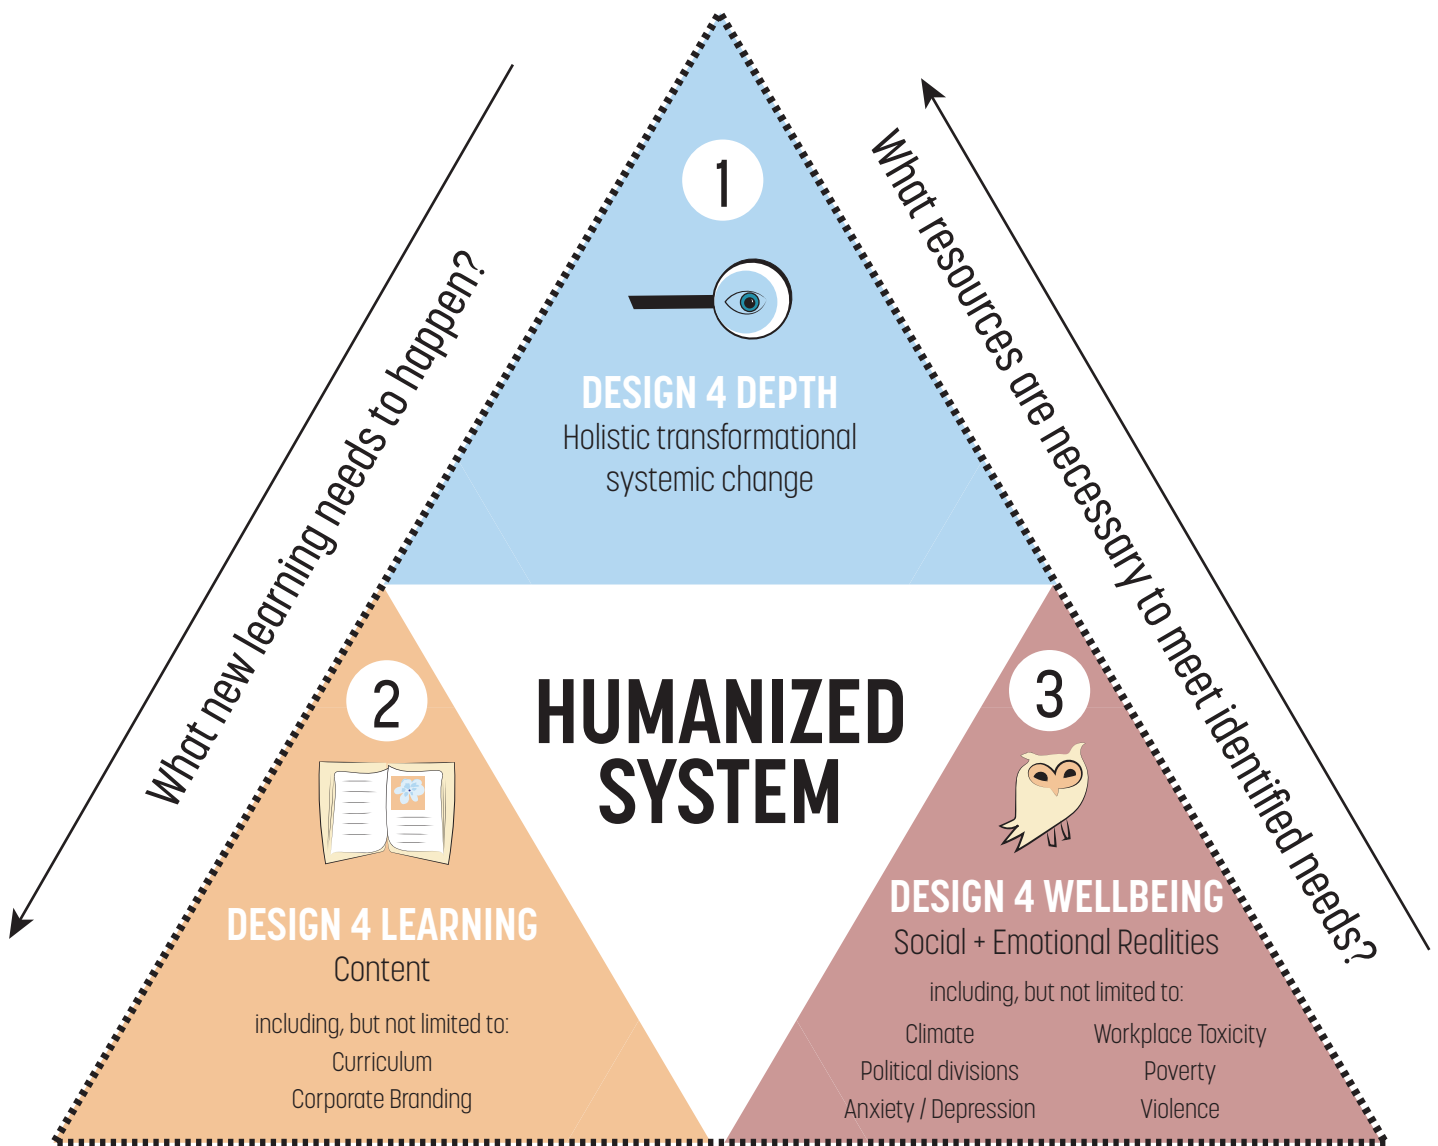 1
DESIGN 4 DEPTH
Holistic transformational
systemic change
What new learning needs to happen?
What resources are necessary to meet identified needs?
HUMANIZED
SYSTEM
2
DESIGN 4 LEARNING
Content
including, but not limited to:
Curriculum
Corporate Branding
3
DESIGN 4 WELLBEING
Social + Emotional Realities
including, but not limited to:
Climate
Political divisions
Anxiety / Depression
Workplace Toxicity
Poverty
Violence